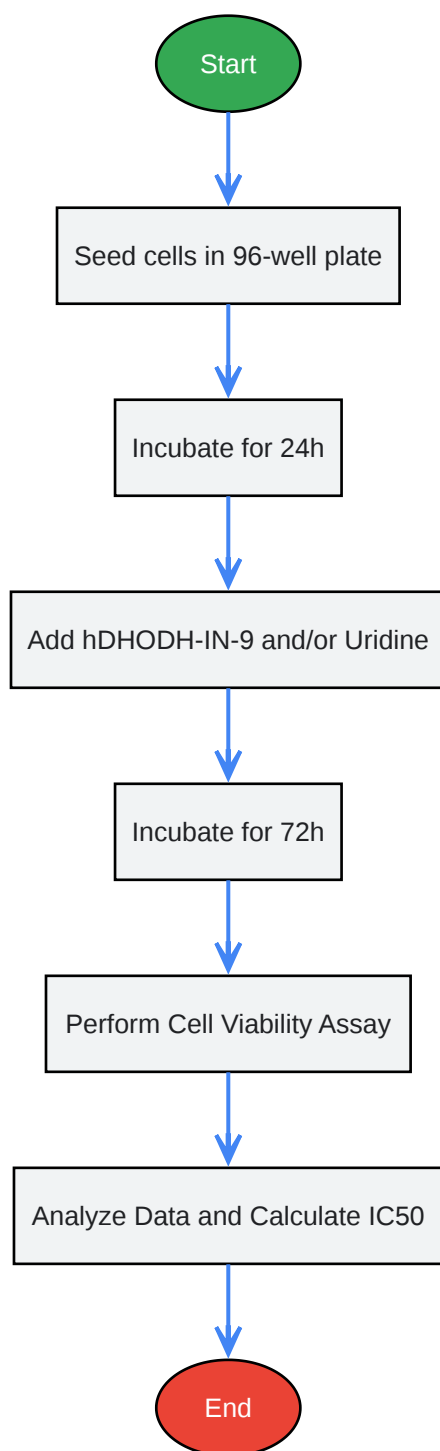 Start
Seed cells in 96-well plate
Incubate for 24h
Add hDHODH-IN-9 and/or Uridine
Incubate for 72h
Perform Cell Viability Assay
Analyze Data and Calculate IC50
End